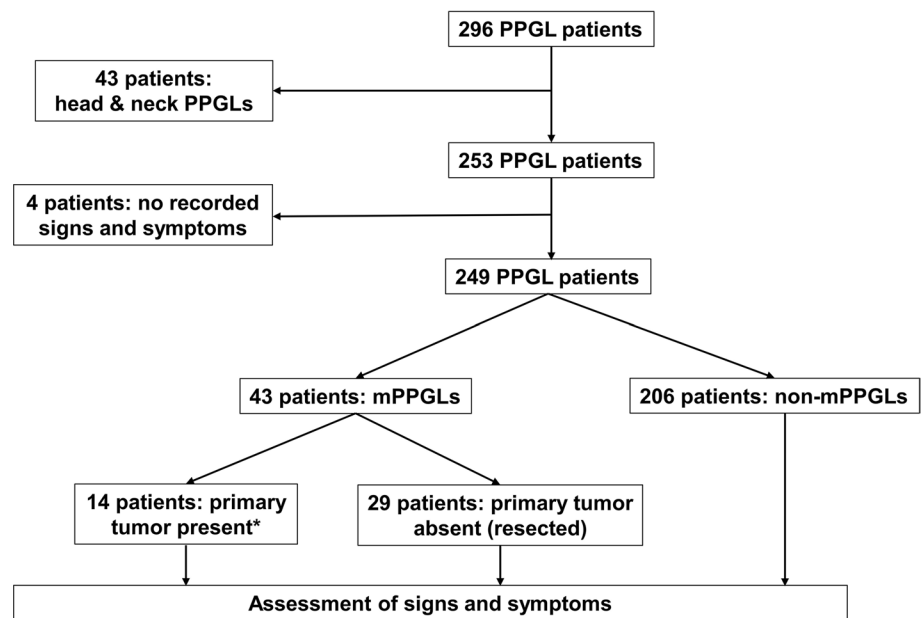 296 PPGL patients
43 patients:
head & neck PPGLs
253 PPGL patients
4 patients: no recorded
signs and symptoms
249 PPGL patients
43 patients: mPPGLs
206 patients: non-mPPGLs
14 patients: primary
tumor present*
29 patients: primary tumor
absent (resected)
Assessment of signs and symptoms